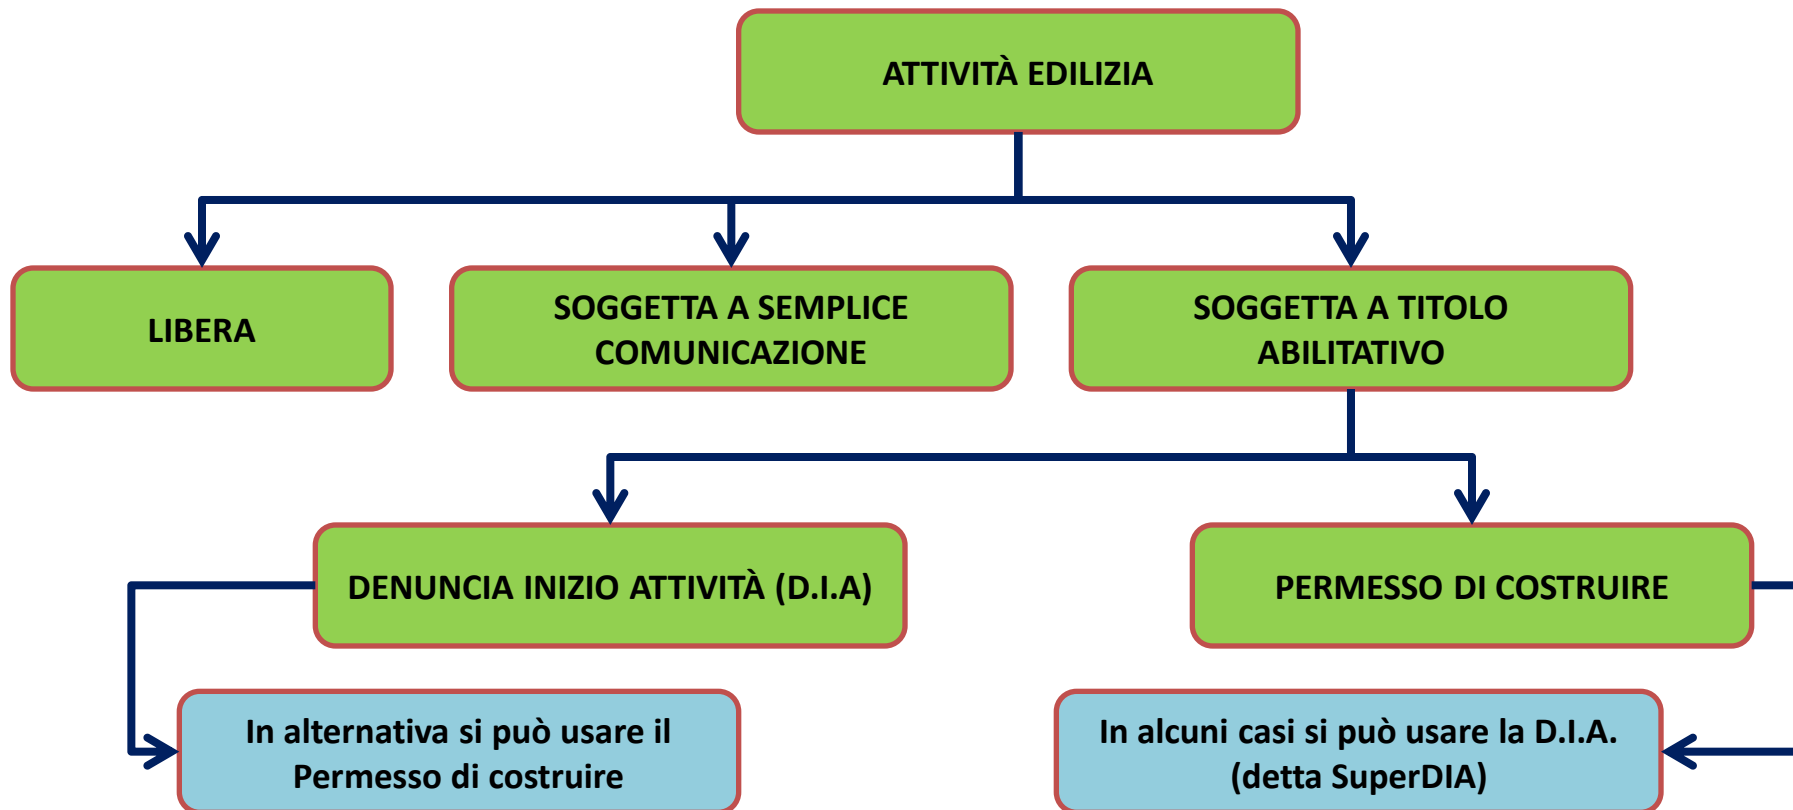 ATTIVITÀ EDILIZIA
LIBERA
SOGGETTA A SEMPLICE
COMUNICAZIONE
SOGGETTA A TITOLO
ABILITATIVO
DENUNCIA INIZIO ATTIVITÀ (D.I.A)
PERMESSO DI COSTRUIRE
In alternativa si può usare il
Permesso di costruire
In alcuni casi si può usare la D.I.A.
(detta SuperDIA)